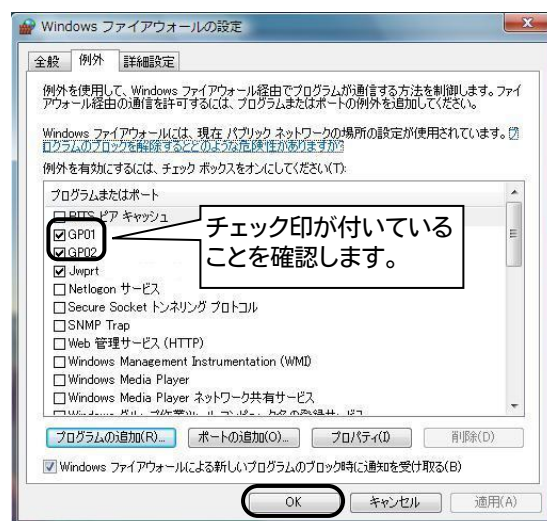 Windows ファイアウォールの設定
全般 例外 詳細設定
例外を使用して、Windows ファイアウォール経由でプログラムが通信する方法を制御します。ファイ
アウォール経由の通信を許可するには、プログラムまたはポートの例外を追加してください。
Windows ファイアウォールには、現在 パブリック ネットワークの場所の設定が使用されています。プ
ログラムのブロックを解除するとどのような危険性がありますか?
例外を有効にするには、チェック ボックスをオンにしてください(T):
プログラムまたはポート
BITS ピア キャッシュ
GP01
GP02
チェック印が付いている
ことを確認します。
Jwprt
Netlogon サービス
Secure Socket トンネリング プロトコル
SNMP Trap
Web 管理サービス (HTTP)
Windows Management Instrumentation (WMI)
Windows Media Player
Windows Media Player ネットワーク共有サービス
プログラムの追加(R)... ポートの追加(O)... プロパティ(I) 削除(D)
Windows ファイアウォールによる新しいプログラムのブロック時に通知を受け取る(B)
OK キャンセル 適用(A)